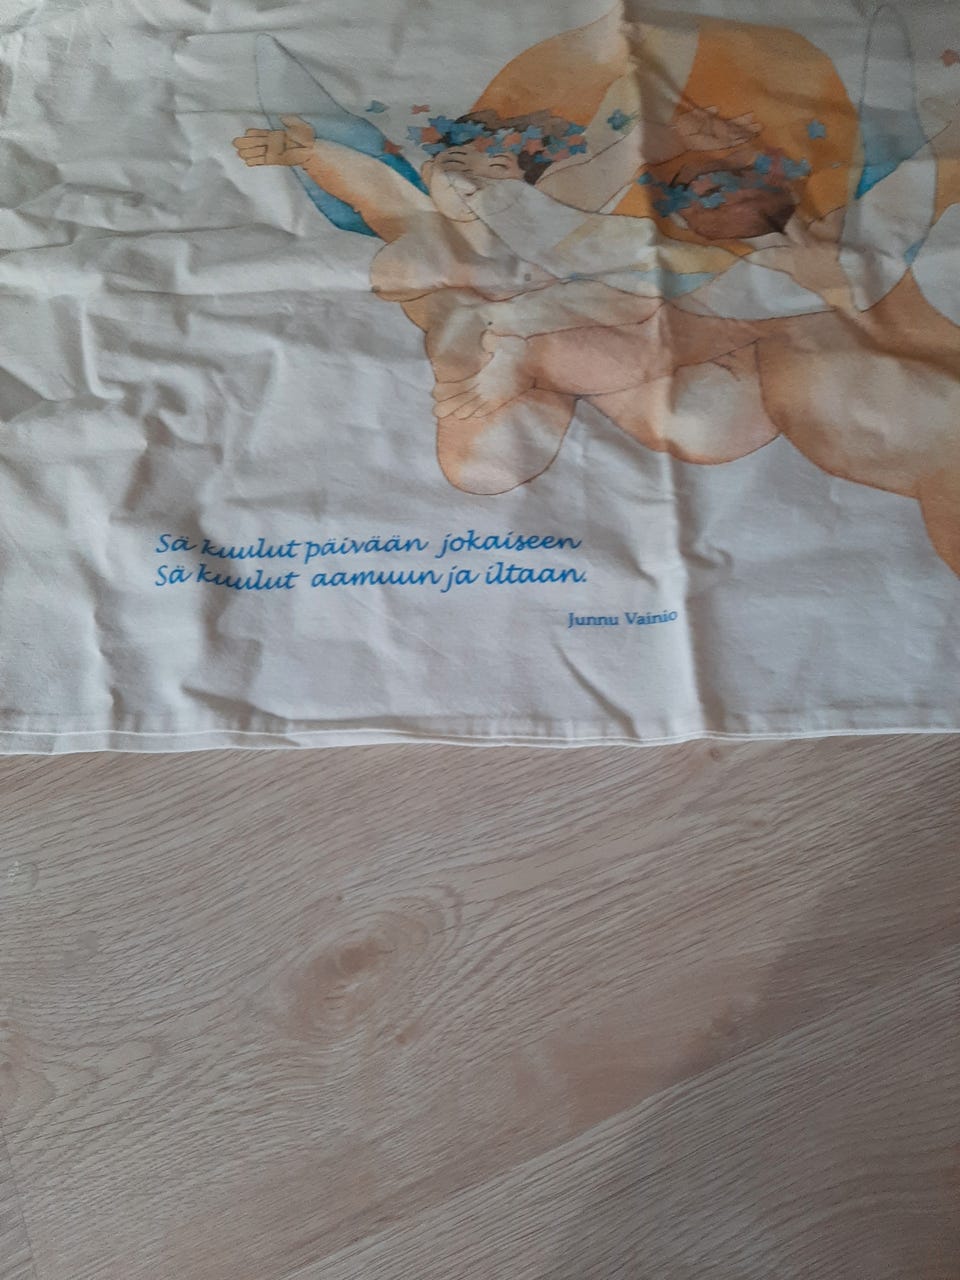 Sä kuulut päivään jokaiseen
Sä kuulut aamuun ja iltaan.
Junnu Vainio